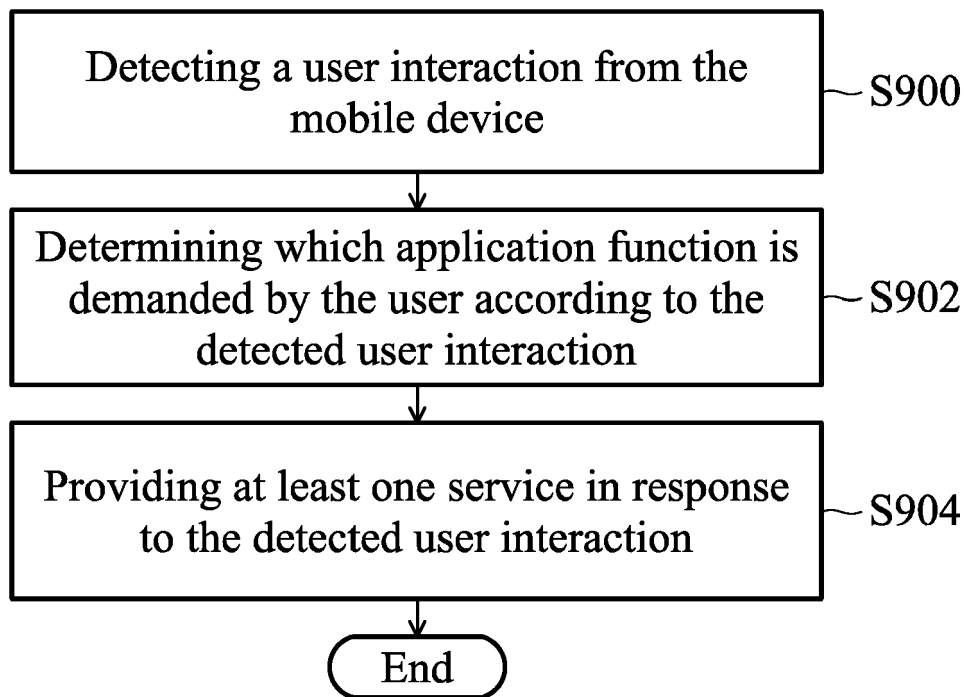 Detecting a user interaction from the
mobile device
S900
Determining which application function is
demanded by the user according to the
detected user interaction
S902
Providing at least one service in response
to the detected user interaction
S904
End